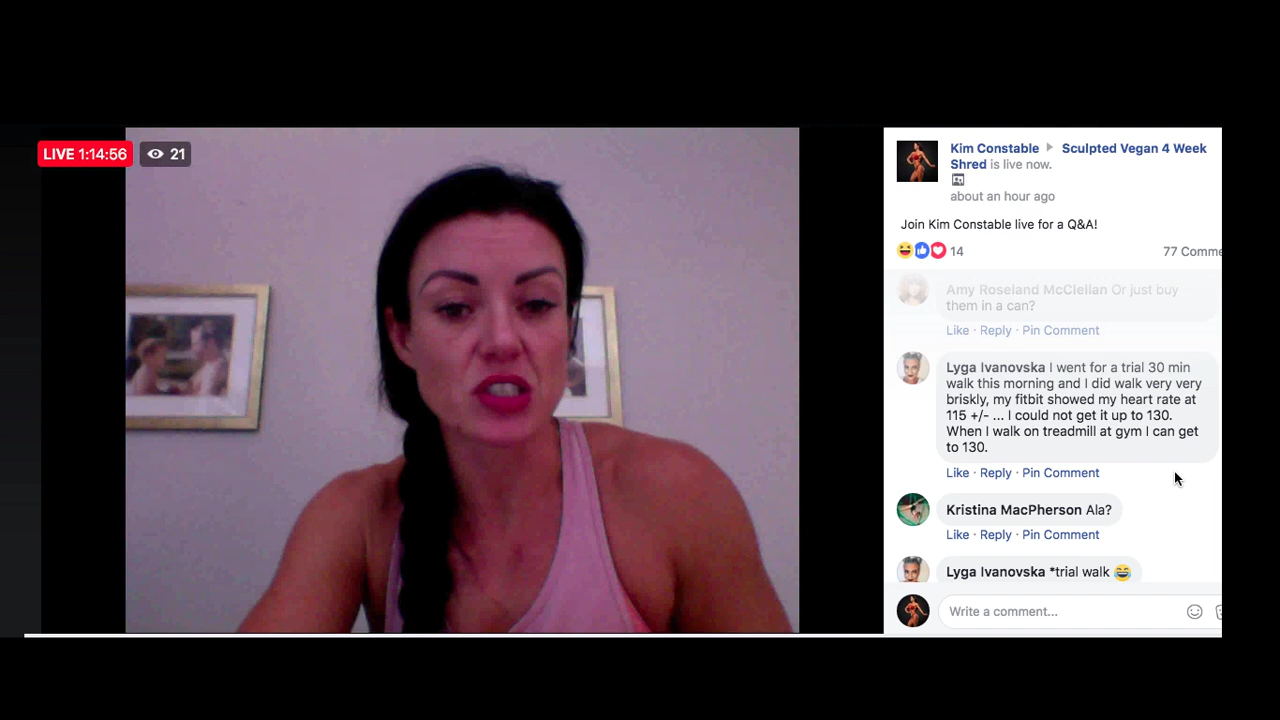 LIVE 1:14:56
21
Kim Constable Sculpted Vegan 4 Week
Shred is live now.
about an hour ago
Join Kim Constable live for a Q&A!
14
77 Comme
Amy Roseland McClellan Or just buy
them in a can?
Like · Reply · Pin Comment
Lyga Ivanovska I went for a trial 30 min
walk this morning and I did walk very very
briskly, my fitbit showed my heart rate at
115 +/- ... I could not get it up to 130.
When I walk on treadmill at gym I can get
to 130.
Like · Reply · Pin Comment
Kristina MacPherson Ala?
Like · Reply · Pin Comment
Lyga Ivanovska *trial walk 😂
Write a comment...